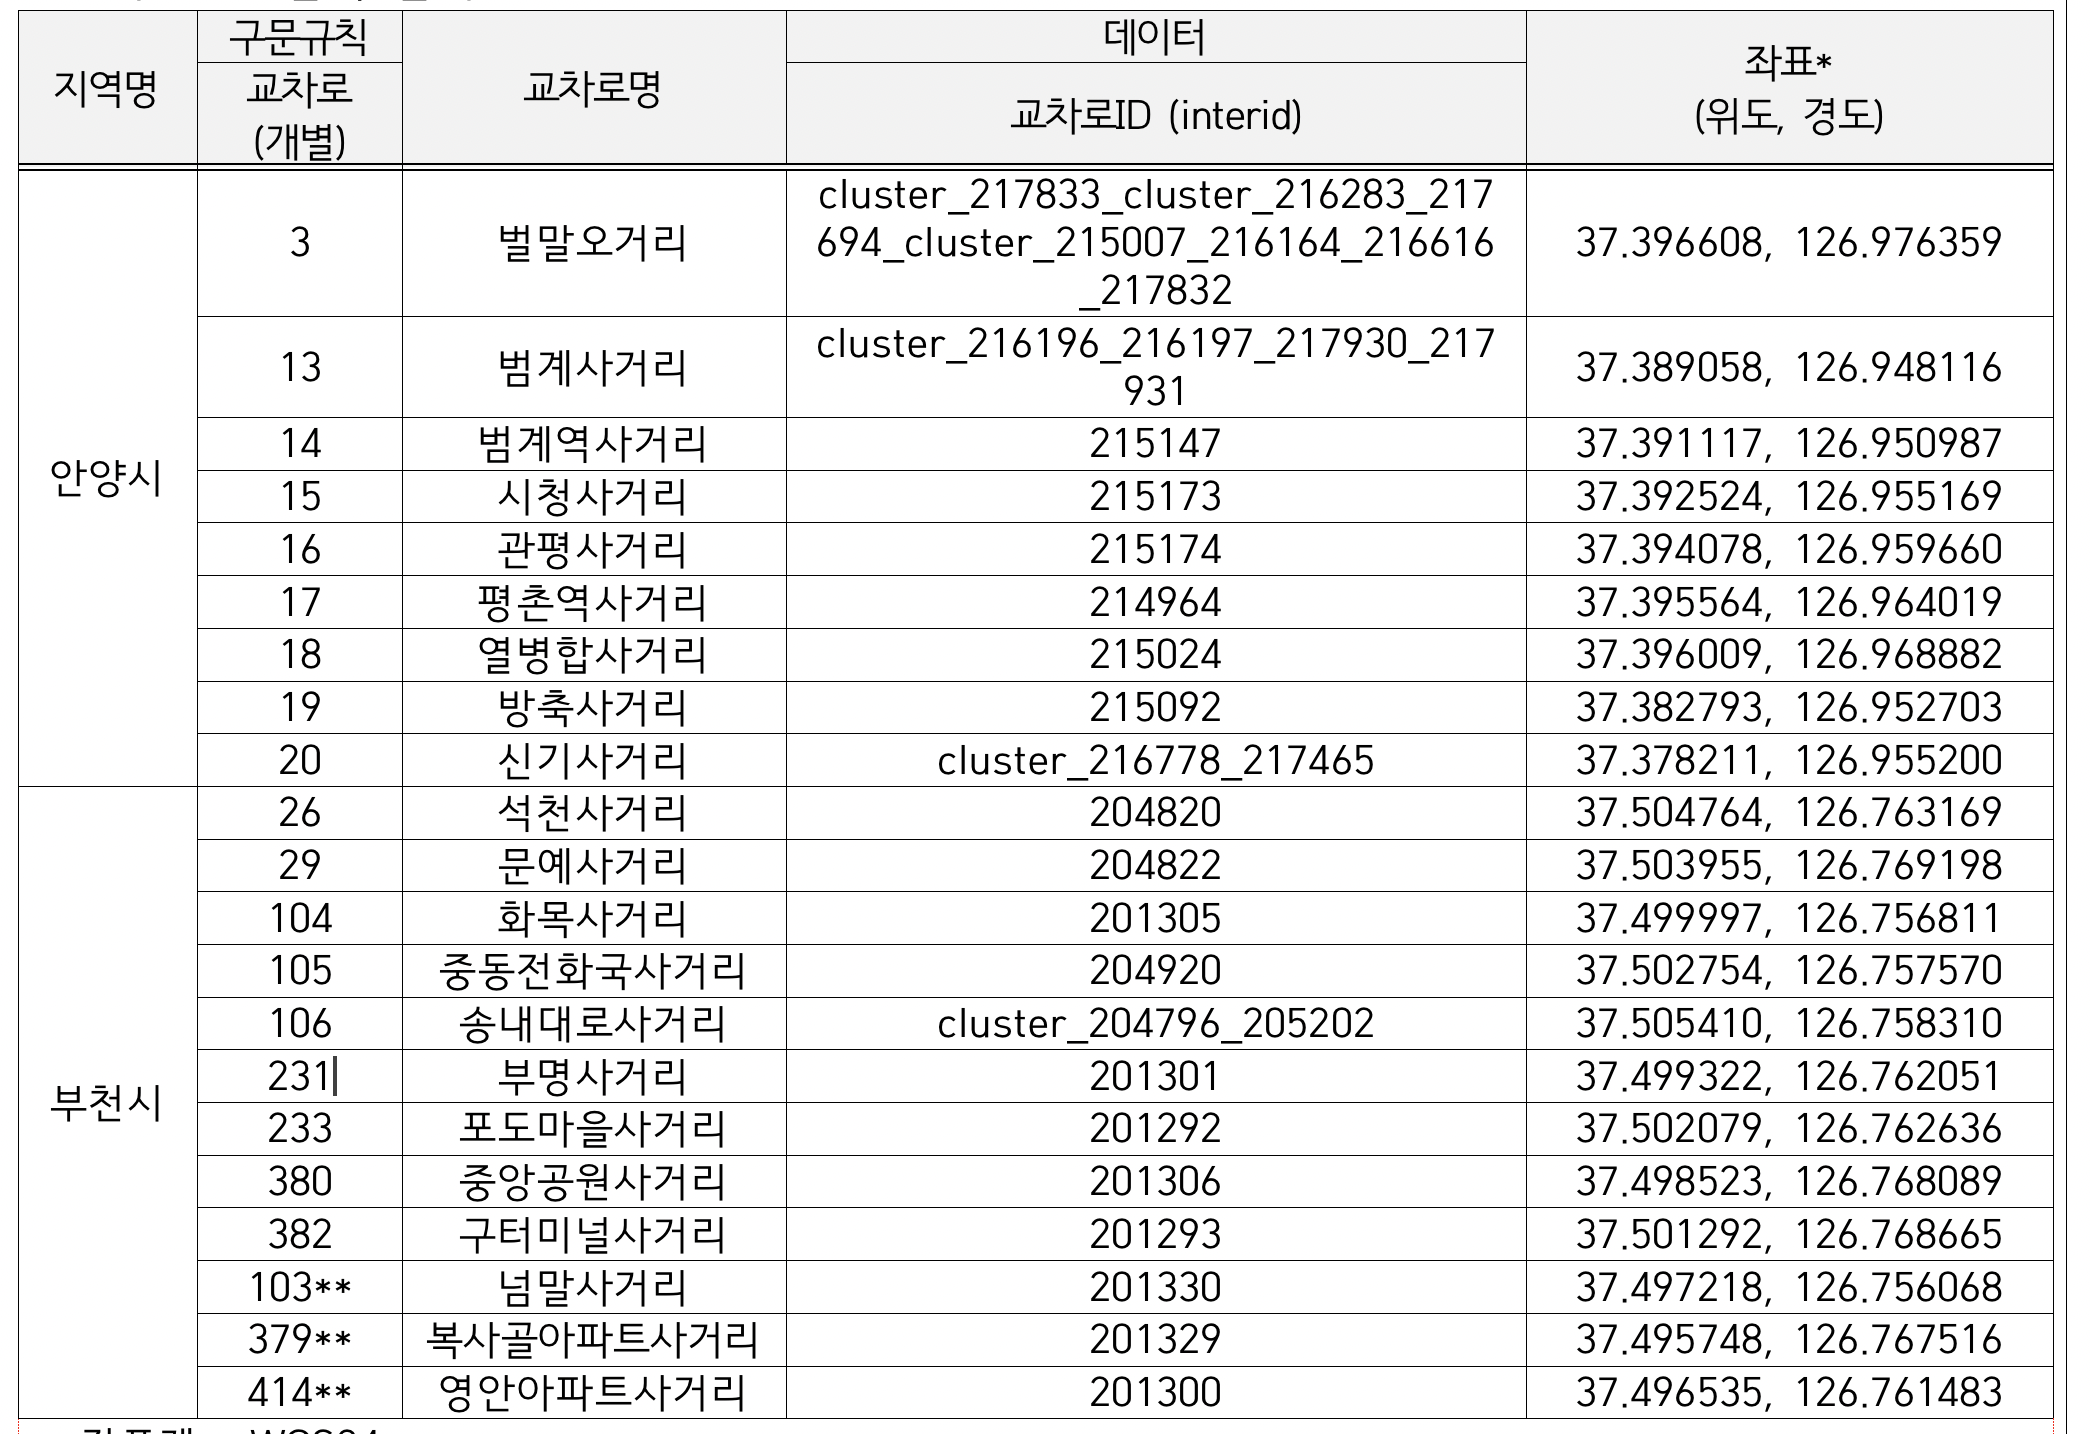 지역명 구문규칙 교차로명 데이터 좌표*
교차로 교차로ID (interid) (위도, 경도)
(개별)
안양시
3 벌말오거리 cluster_217833_cluster_216283_217
694_cluster_215007_216164_216616
_217832 37.396608, 126.976359
13 범계사거리 cluster_216196_216197_217930_217
931 37.389058, 126.948116
14 범계역사거리 215147 37.391117, 126.950987
15 시청사거리 215173 37.392524, 126.955169
16 관평사거리 215174 37.394078, 126.959660
17 평촌역사거리 214964 37.395564, 126.964019
18 열병합사거리 215024 37.396009, 126.968882
19 방축사거리 215092 37.382793, 126.952703
20 신기사거리 cluster_216778_217465 37.378211, 126.955200
부천시
26 석천사거리 204820 37.504764, 126.763169
29 문예사거리 204822 37.503955, 126.769198
104 화목사거리 201305 37.499997, 126.756811
105 중동전화국사거리 204920 37.502754, 126.757570
106 송내대로사거리 cluster_204796_205202 37.505410, 126.758310
231 부명사거리 201301 37.499322, 126.762051
233 포도마을사거리 201292 37.502079, 126.762636
380 중앙공원사거리 201306 37.498523, 126.768089
382 구터미널사거리 201293 37.501292, 126.768665
103** 넘말사거리 201330 37.497218, 126.756068
379** 복사골아파트사거리 201329 37.495748, 126.767516
414** 영안아파트사거리 201300 37.496535, 126.761483